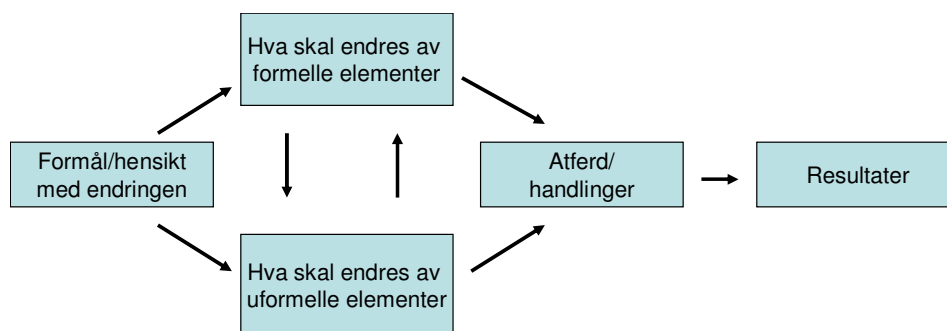 Hva skal endres av
formelle elementer
Formål/hensikt
med endringen
Atferd/
handlinger
Resultater
Hva skal endres av
uformelle elementer